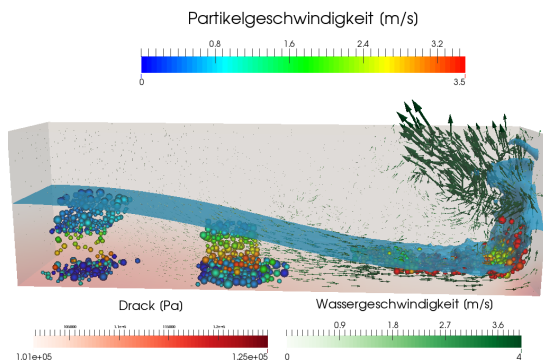 Partikelgeschwindigkeit [m/s]
0.8 1.6 2.4 3.2
0 3.5
Drack [Pa]
Wassergeschwindigkeit [m/s]
0.9 1.8 2.7 3.6
1.01e+05 1.25e+05
0 4